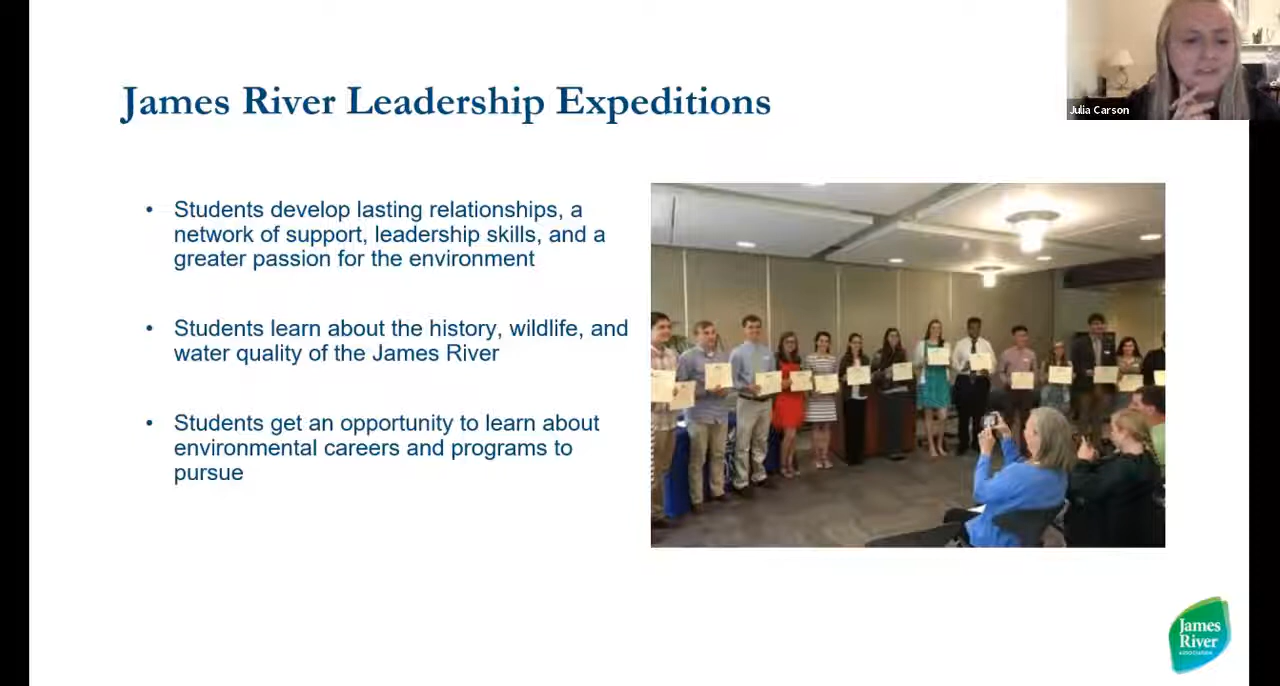 James River Leadership Expeditions
Julia Carson
• Students develop lasting relationships, a
network of support, leadership skills, and a
greater passion for the environment
• Students learn about the history, wildlife, and
water quality of the James River
• Students get an opportunity to learn about
environmental careers and programs to
pursue
James
River
ASSOCIATION